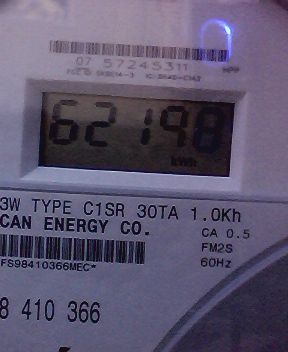 07 57245311
62198
kWh
3W TYPE C1SR 30TA 1.0Kh
CAN ENERGY CO.
CA 0.5
FM2S
60Hz
FS98410366MEC*
8 410 366